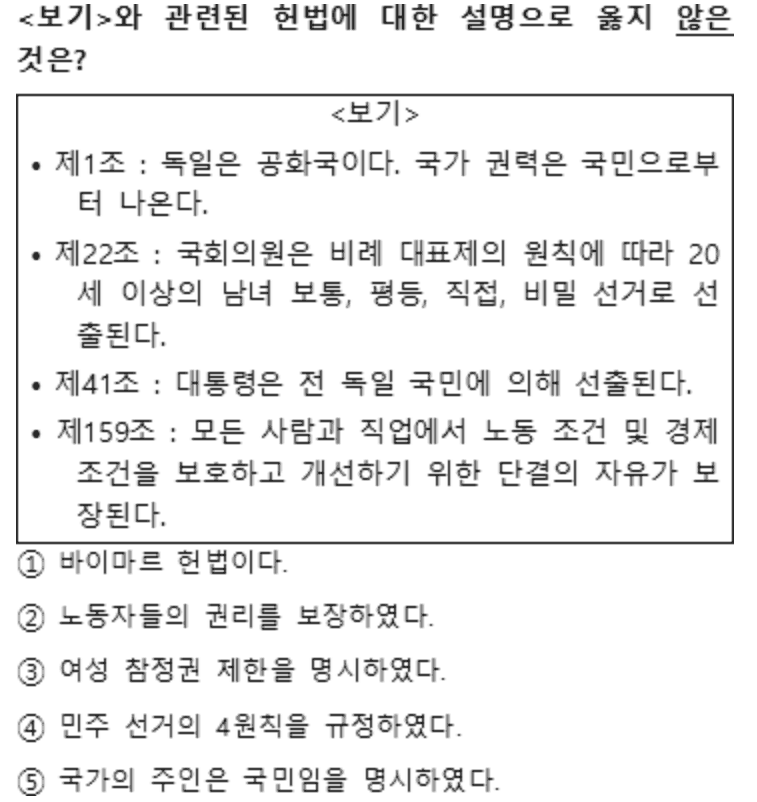 <보기>와 관련된 헌법에 대한 설명으로 옳지 않은
것은?
<보기>
• 제1조 : 독일은 공화국이다. 국가 권력은 국민으로부
터 나온다.
• 제22조 : 국회의원은 비례 대표제의 원칙에 따라 20
세 이상의 남녀 보통, 평등, 직접, 비밀 선거로 선
출된다.
• 제41조 : 대통령은 전 독일 국민에 의해 선출된다.
• 제159조 : 모든 사람과 직업에서 노동 조건 및 경제
조건을 보호하고 개선하기 위한 단결의 자유가 보
장된다.
① 바이마르 헌법이다.
② 노동자들의 권리를 보장하였다.
③ 여성 참정권 제한을 명시하였다.
④ 민주 선거의 4원칙을 규정하였다.
⑤ 국가의 주인은 국민임을 명시하였다.